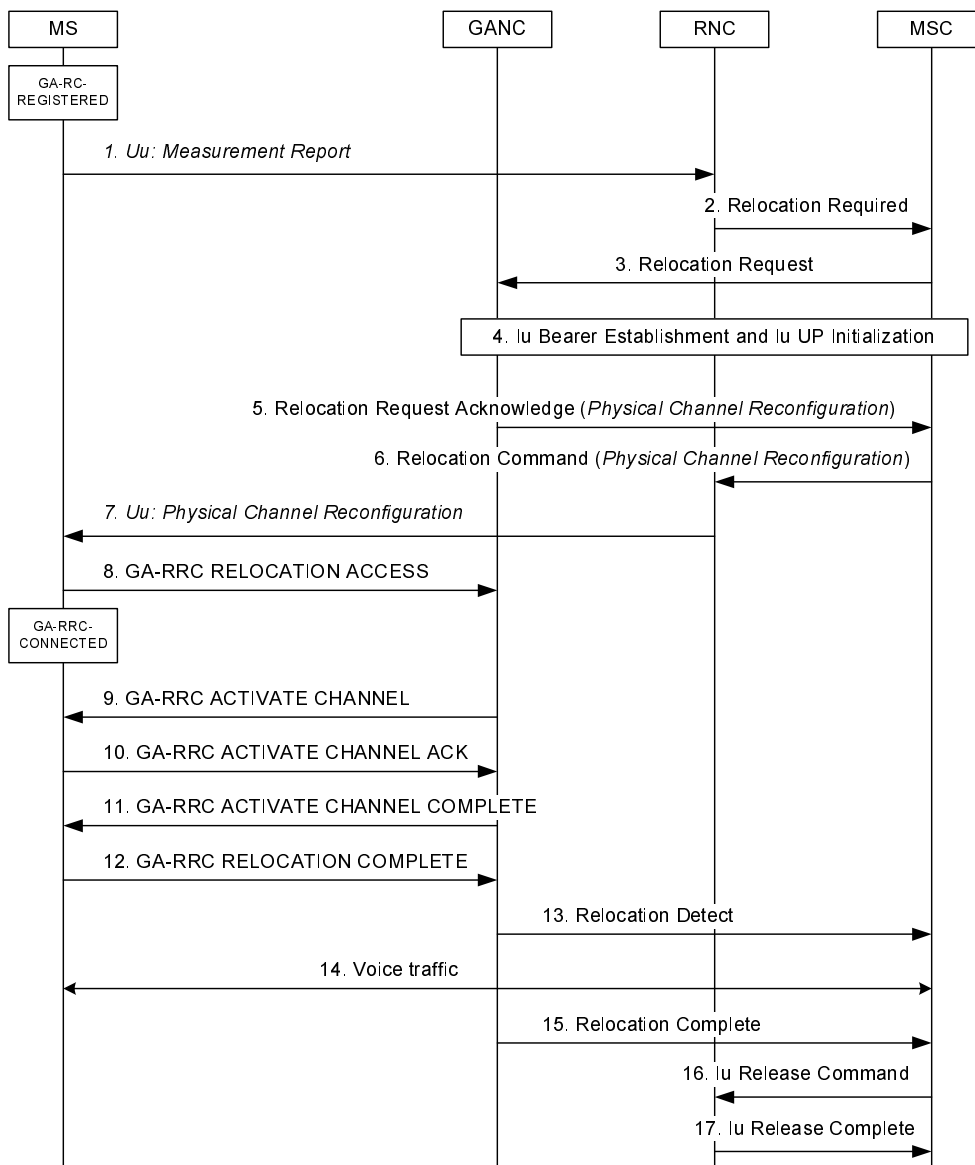 MS
GANC
RNC
MSC
GA-RC-
REGISTERED
1. Uu: Measurement Report
2. Relocation Required
3. Relocation Request
4. Iu Bearer Establishment and Iu UP Initialization
5. Relocation Request Acknowledge (Physical Channel Reconfiguration)
6. Relocation Command (Physical Channel Reconfiguration)
7. Uu: Physical Channel Reconfiguration
8. GA-RRC RELOCATION ACCESS
GA-RRC-
CONNECTED
9. GA-RRC ACTIVATE CHANNEL
10. GA-RRC ACTIVATE CHANNEL ACK
11. GA-RRC ACTIVATE CHANNEL COMPLETE
12. GA-RRC RELOCATION COMPLETE
13. Relocation Detect
14. Voice traffic
15. Relocation Complete
16. Iu Release Command
17. Iu Release Complete